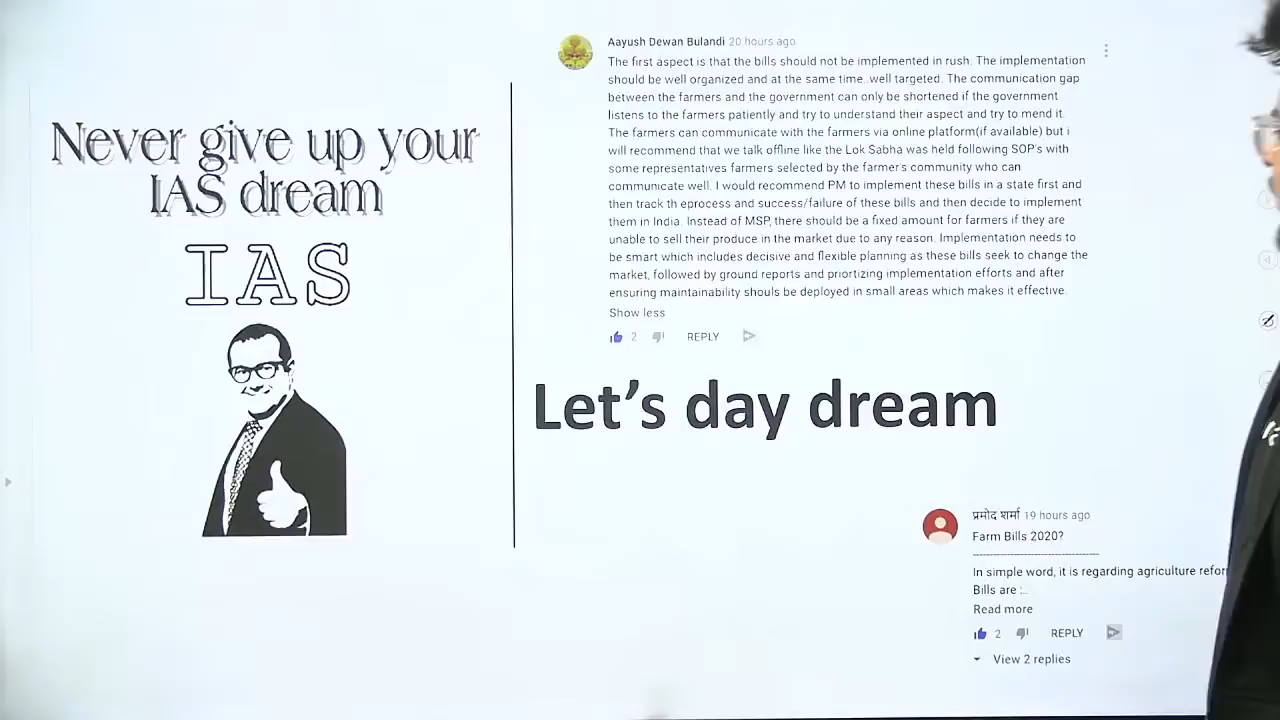 Never give up your
IAS dream
IAS
Aayush Dewan Bulandi 20 hours ago
The first aspect is that the bills should not be implemented in rush. The implementation
should be well organized and at the same time..well targeted. The communication gap
between the farmers and the government can only be shortened if the government
listens to the farmers patiently and try to understand their aspect and try to mend it.
The farmers can communicate with the farmers via online platform(if available) but i
will recommend that we talk offline like the Lok Sabha was held following SOP's with
some representatives farmers selected by the farmer's community who can
communicate well. I would recommend PM to implement these bills in a state first and
then track th eprocess and success/failure of these bills and then decide to implement
them in India. Instead of MSP, there should be a fixed amount for farmers if they are
unable to sell their produce in the market due to any reason. Implementation needs to
be smart which includes decisive and flexible planning as these bills seek to change the
market, followed by ground reports and priortizing implementation efforts and after
ensuring maintainability shouls be deployed in small areas which makes it effective.
Show less
2 REPLY
Let's day dream
प्रमोद शर्मा 19 hours ago
Farm Bills 2020?
----------------------------------------
In simple word, it is regarding agriculture refor
Bills are :..
Read more
2 REPLY
View 2 replies